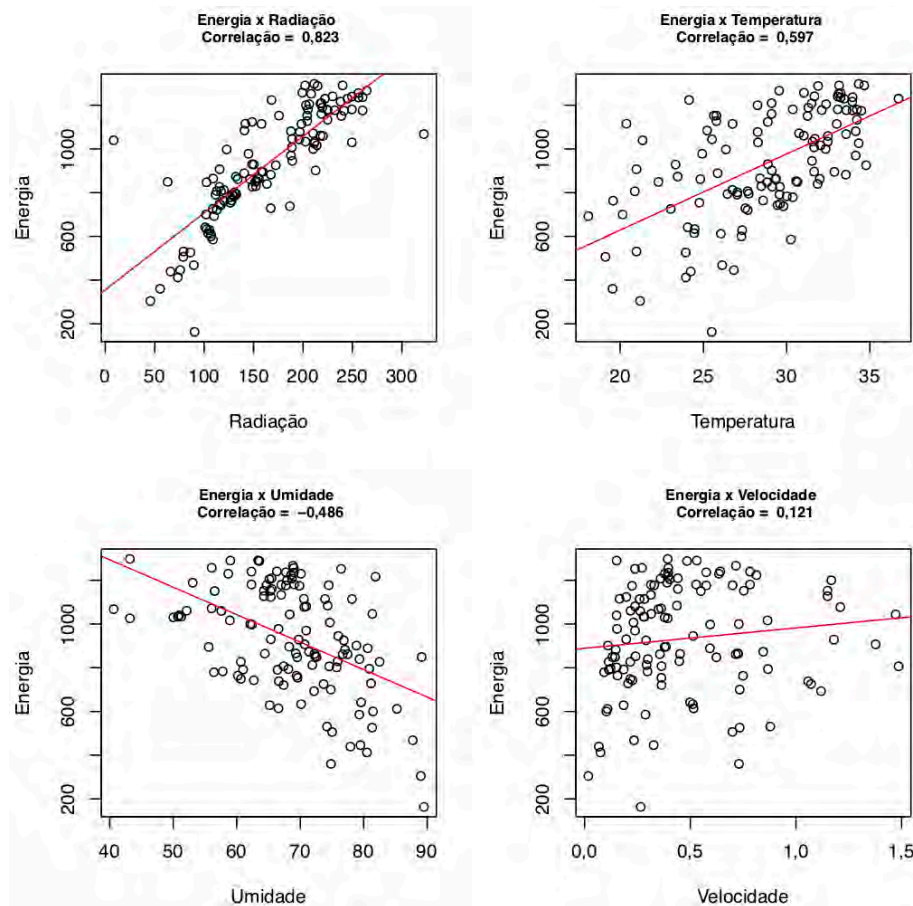 Energia x Radiação
Correlação = 0,823
Energia
1000
600
200
0 50 100 150 200 250 300
Radiação
Energia x Temperatura
Correlação = 0,597
Energia
1000
600
200
20 25 30 35
Temperatura
Energia x Umidade
Correlação = −0,486
Energia
1000
600
200
40 50 60 70 80 90
Umidade
Energia x Velocidade
Correlação = 0,121
Energia
1000
600
200
0,0 0,5 1,0 1,5
Velocidade